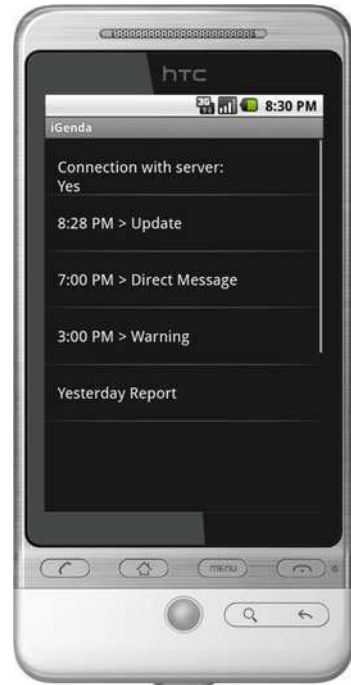 hTC
3G
8:30 PM
iGenda
Connection with server:
Yes
8:28 PM > Update
7:00 PM > Direct Message
3:00 PM > Warning
Yesterday Report
MENU